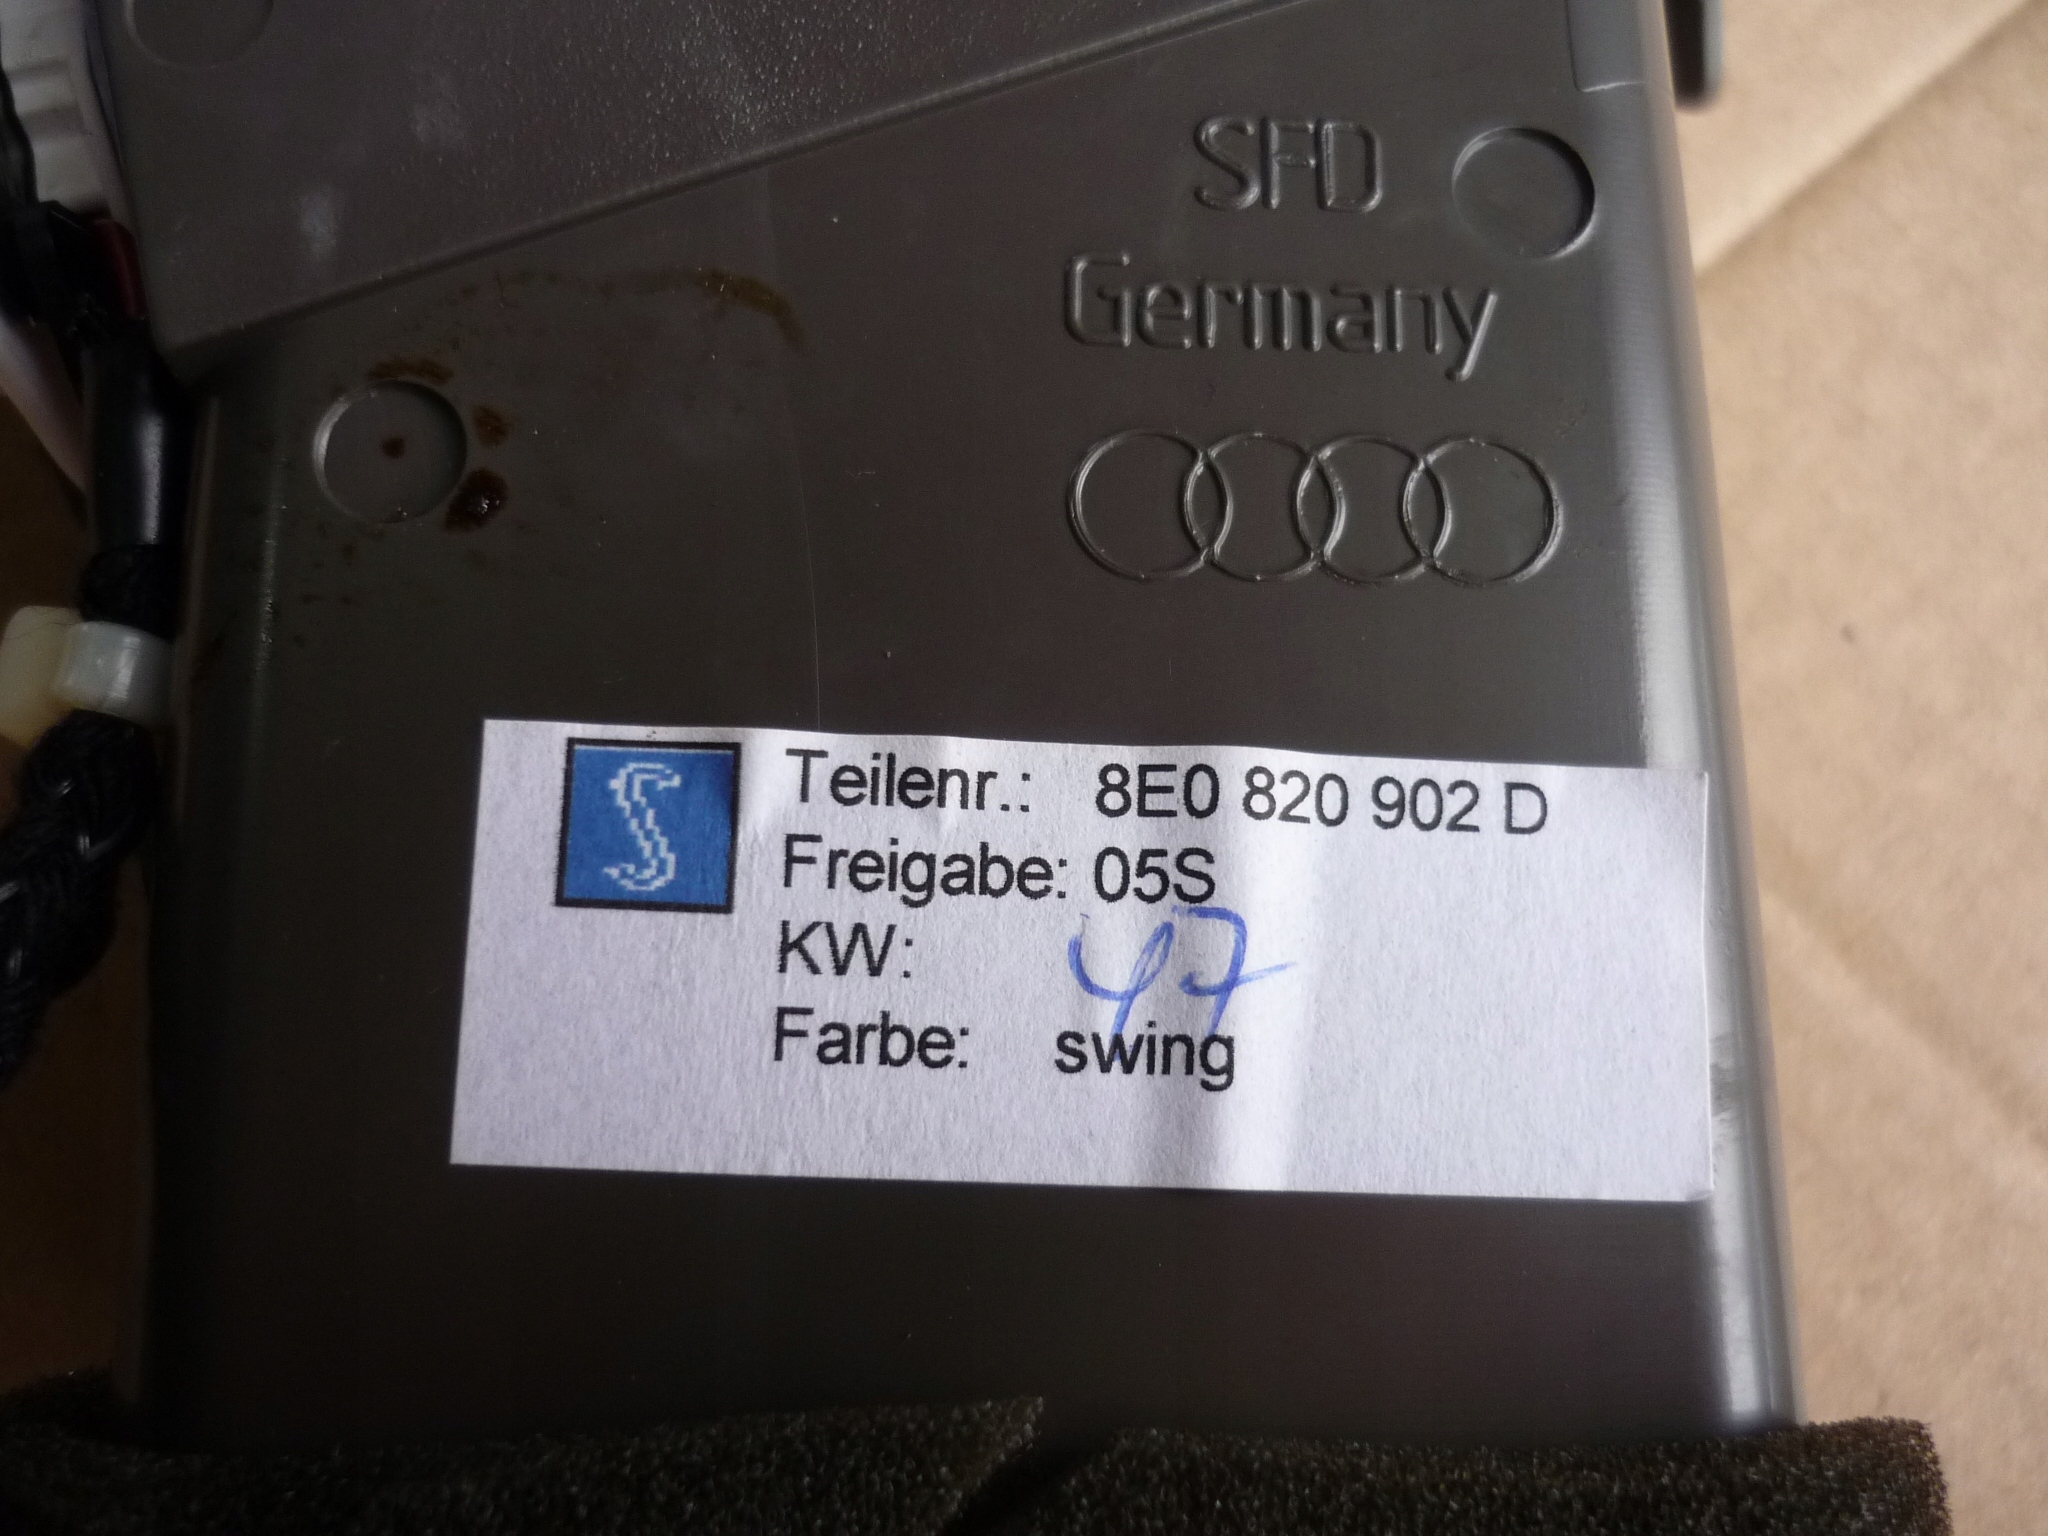 SFD
Germany
Teilenr.: 8E0 820 902 D
Freigabe: 05S
KW: 47
Farbe: swing